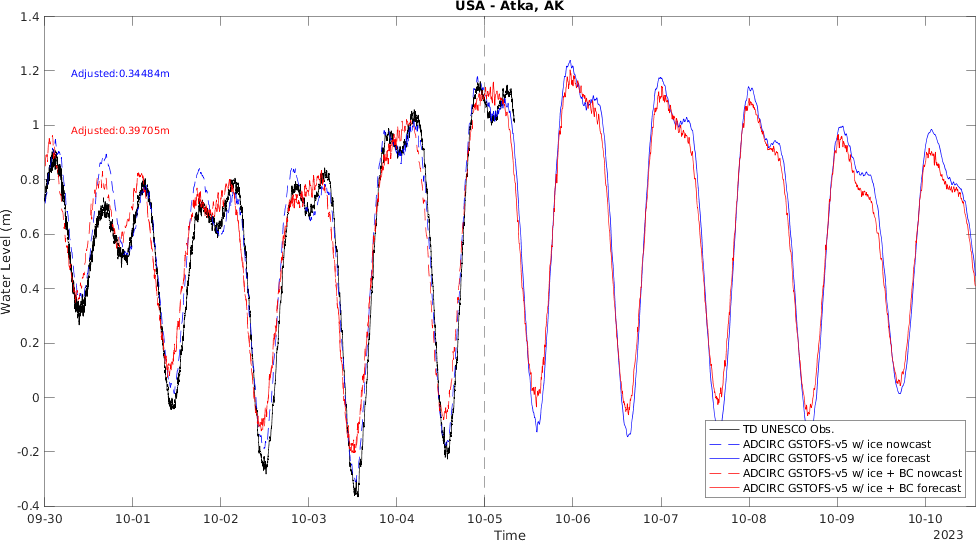 USA - Atka, AK
1.4
1.2
1
0.8
0.6
0.4
0.2
0
-0.2
-0.4
Water Level (m)
Adjusted:0.34484m
Adjusted:0.39705m
TD UNESCO Obs.
ADCIRC GSTOFS-v5 w/ ice nowcast
ADCIRC GSTOFS-v5 w/ ice forecast
ADCIRC GSTOFS-v5 w/ ice + BC nowcast
ADCIRC GSTOFS-v5 w/ ice + BC forecast
09-30 10-01 10-02 10-03 10-04 10-05 10-06 10-07 10-08 10-09 10-10
Time
2023